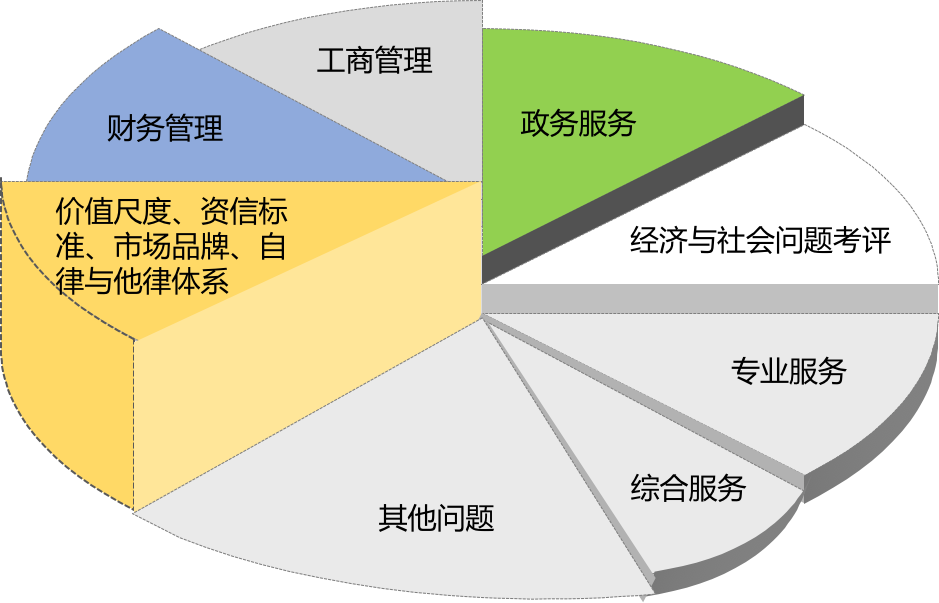 工商管理
政务服务
财务管理
价值尺度、资信标
准、市场品牌、自
律与他律体系
经济与社会问题考评
专业服务
综合服务
其他问题